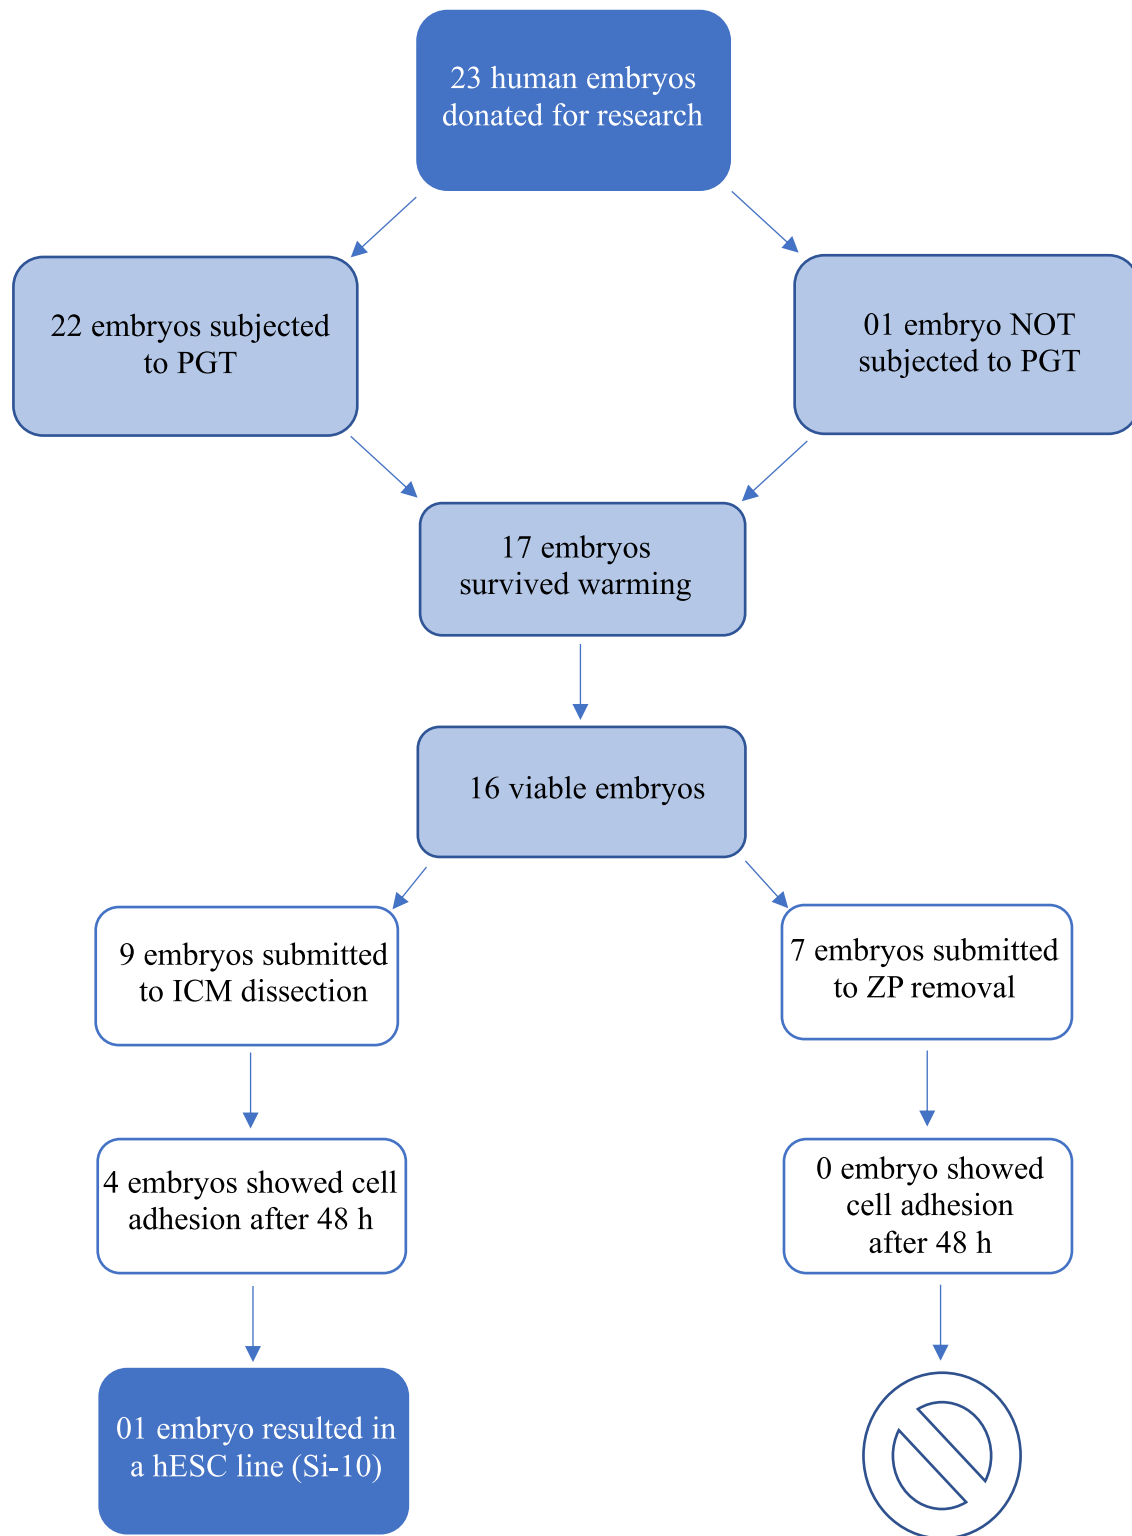 23 human embryos
donated for research
22 embryos subjected
to PGT
01 embryo NOT
subjected to PGT
17 embryos
survived warming
16 viable embryos
9 embryos submitted
to ICM dissection
7 embryos submitted
to ZP removal
4 embryos showed cell
adhesion after 48 h
0 embryo showed
cell adhesion
after 48 h
01 embryo resulted in
a hESC line (Si-10)